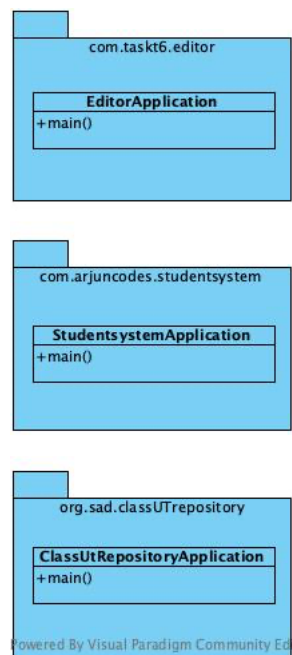 com.taskt6.editor
EditorApplication
+main()
com.arjuncodes.studentsystem
StudentsystemApplication
+main()
org.sad.classUTrepository
ClassUtRepositoryApplication
+main()
Powered By Visual Paradigm Community Ed